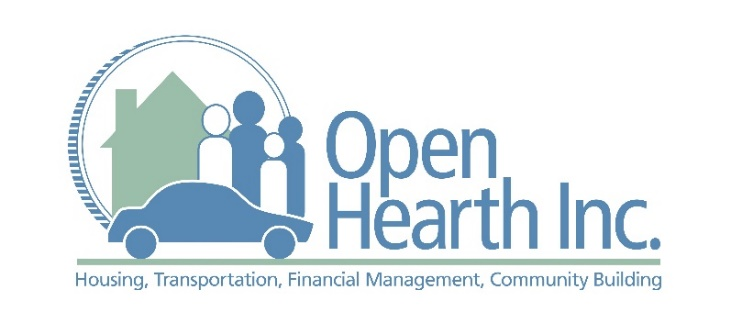 Open
Hearth Inc.
Housing, Transportation, Financial Management, Community Building